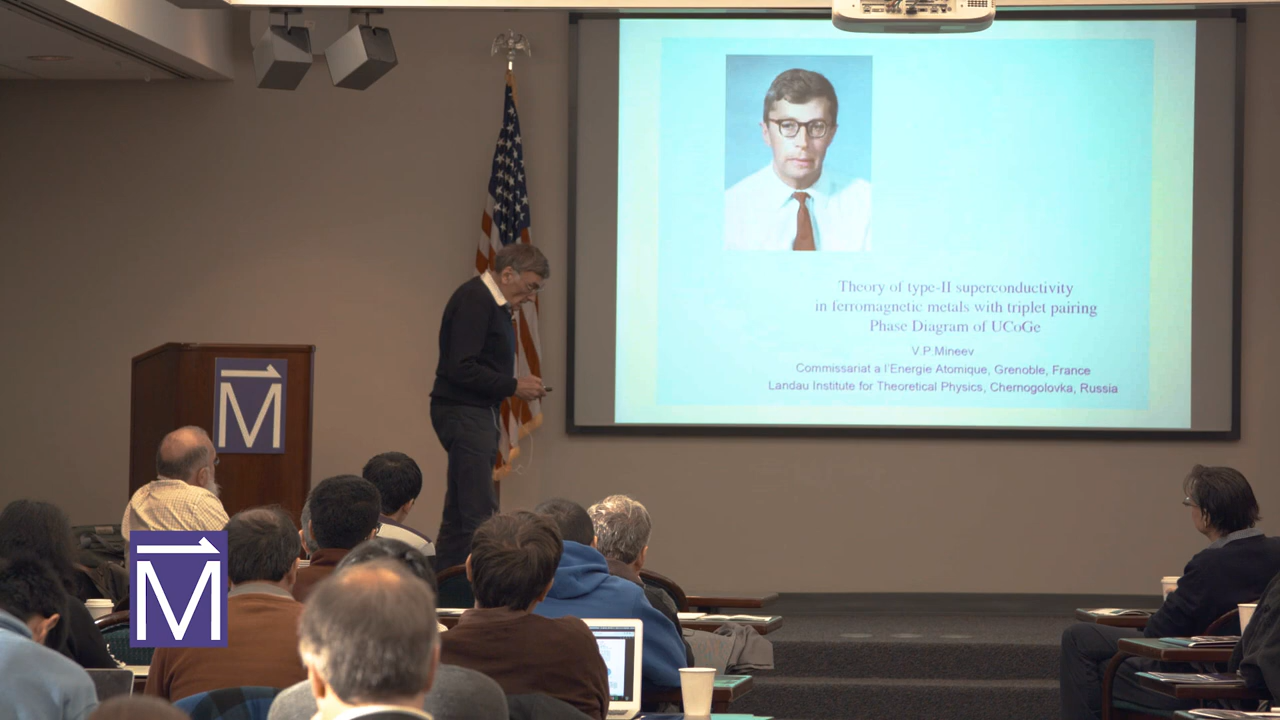 Theory of type-II superconductivity
in ferromagnetic metals with triplet pairing
Phase Diagram of UCoGe
V.P.Mineev
Commissariat a l'Energie Atomique, Grenoble, France
Landau Institute for Theoretical Physics, Chernogolovka, Russia
M
M